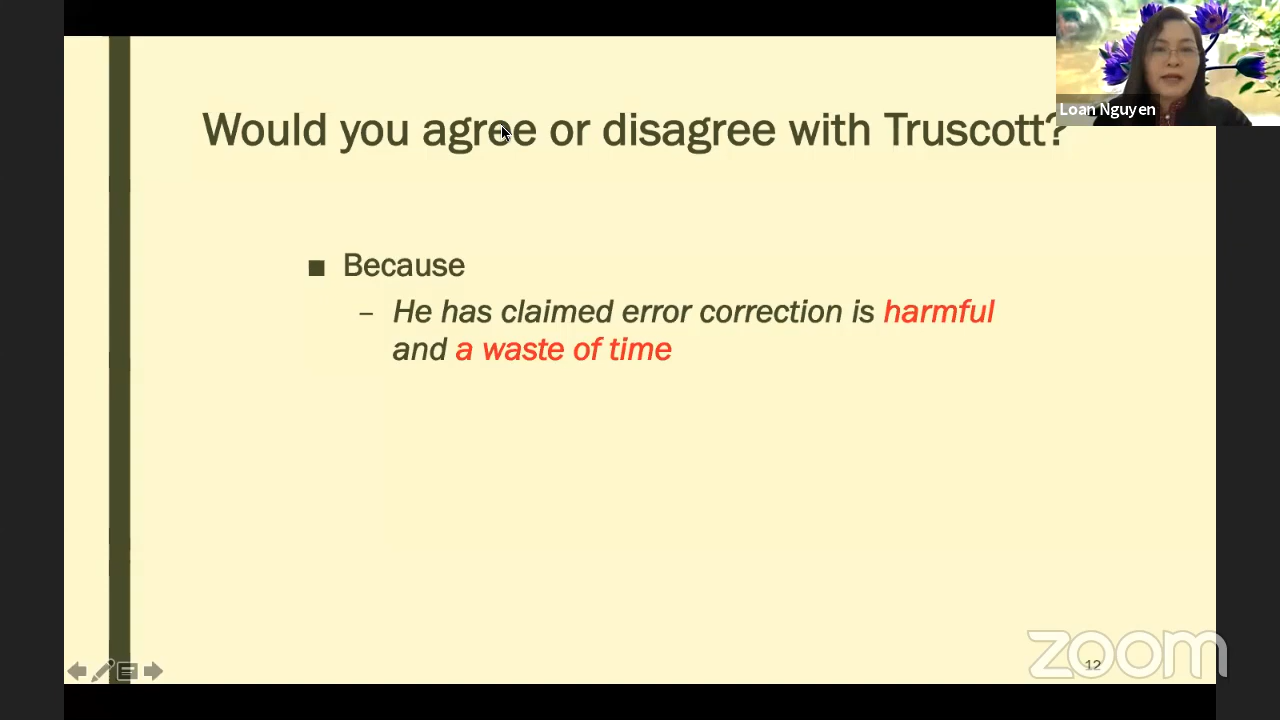 Would you agree or disagree with Truscott?
Loan Nguyen
■ Because
– He has claimed error correction is harmful
and a waste of time
zoom
12